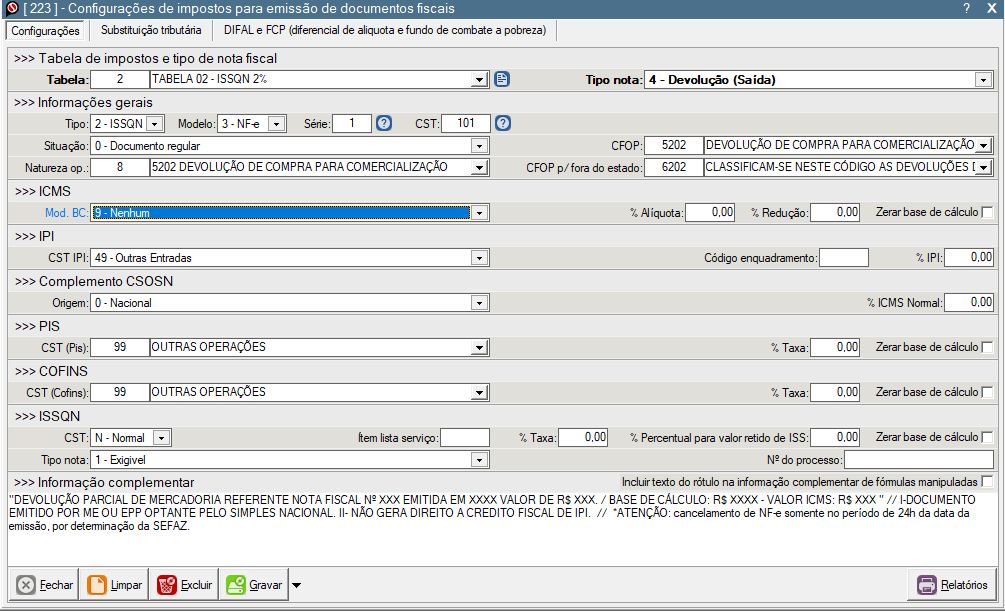 [ 223 ] - Configurações de impostos para emissão de documentos fiscais ? X
Configurações Substituição tributária DIFAL e FCP (diferencial de aliquota e fundo de combate a pobreza)
>>> Tabela de impostos e tipo de nota fiscal
Tabela: 2 TABELA 02 - ISSQN 2% Tipo nota: 4 - Devolução (Saída)
>>> Informações gerais
Tipo: 2 - ISSQN Modelo: 3 - NF-e Série: 1 ? CST: 101 ?
Situação: 0 - Documento regular CFOP: 5202 DEVOLUÇÃO DE COMPRA PARA COMERCIALIZAÇÃO
Natureza op.: 8 5202 DEVOLUÇÃO DE COMPRA PARA COMERCIALIZAÇÃO CFOP p/ fora do estado: 6202 CLASSIFICAM-SE NESTE CÓDIGO AS DEVOLUÇÕES D
>>> ICMS
Mod. BC: 9 - Nenhum % Alíquota: 0,00 % Redução: 0,00 Zerar base de cálculo
>>> IPI
CST IPI: 49 - Outras Entradas Código enquadramento: % IPI: 0,00
>>> Complemento CSOSN
Origem: 0 - Nacional % ICMS Normal: 0,00
>>> PIS
CST (Pis): 99 OUTRAS OPERAÇÕES % Taxa: 0,00 Zerar base de cálculo
>>> COFINS
CST (Cofins): 99 OUTRAS OPERAÇÕES % Taxa: 0,00 Zerar base de cálculo
>>> ISSQN
CST: N - Normal Ítem lista serviço: % Taxa: 0,00 % Percentual para valor retido de ISS: 0,00 Zerar base de cálculo
Tipo nota: 1 - Exigivel Nº do processo:
>>> Informação complementar Incluir texto do rótulo na informação complementar de fórmulas manipuladas
"DEVOLUÇÃO PARCIAL DE MERCADORIA REFERENTE NOTA FISCAL Nº XXX EMITIDA EM XXXX VALOR DE R$ XXX. / BASE DE CÁLCULO: R$ XXXX - VALOR ICMS: R$ XXX " // I-DOCUMENTO
EMITIDO POR ME OU EPP OPTANTE PELO SIMPLES NACIONAL. II- NÃO GERA DIREITO A CREDITO FISCAL DE IPI. // *ATENÇÃO: cancelamento de NF-e somente no período de 24h da data da
emissão, por determinação da SEFAZ.
Fechar Limpar Excluir Gravar Relatórios